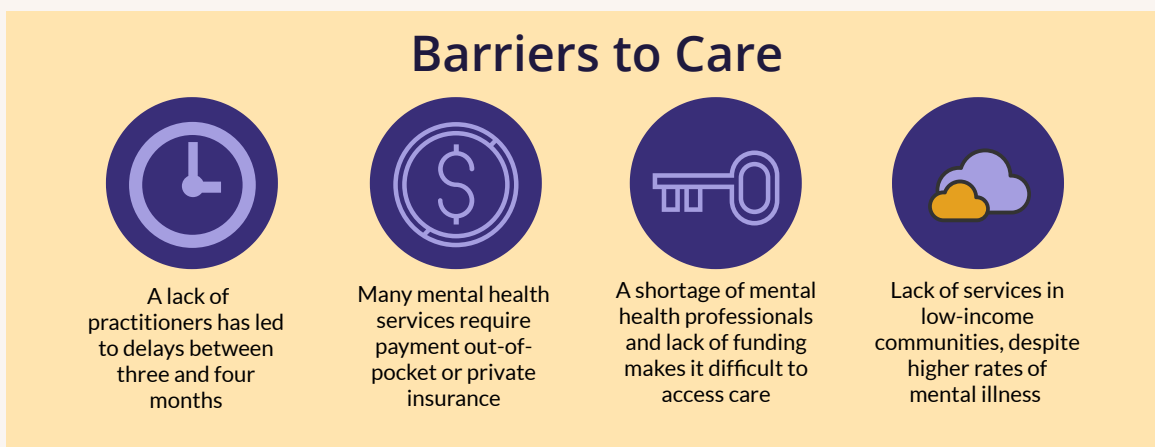 Barriers to Care
A lack of
practitioners has led
to delays between
three and four
months
Many mental health
services require
payment out-of-
pocket or private
insurance
A shortage of mental
health professionals
and lack of funding
makes it difficult to
access care
Lack of services in
low-income
communities, despite
higher rates of
mental illness